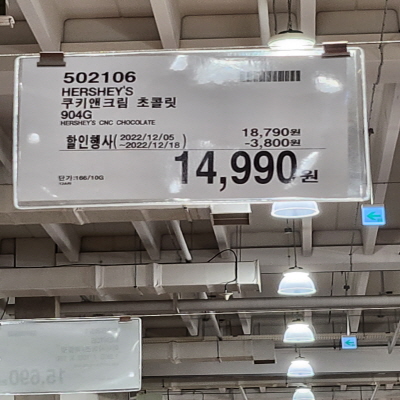 502106
HERSHEY'S
쿠키앤크림 초콜릿
904G
HERSHEY'S CNC CHOCOLATE
할인행사(2022/12/05 ~2022/12/18)
18,790원
-3,800원
14,990원
단가:166/10G
15,690